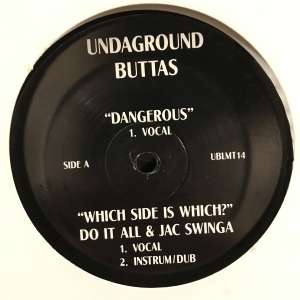 UNDAGROUND
BUTTAS
"DANGEROUS"
1. VOCAL
SIDE A
UBLMT14
"WHICH SIDE IS WHICH?"
DO IT ALL & JAC SWINGA
1. VOCAL
2. INSTRUM/DUB